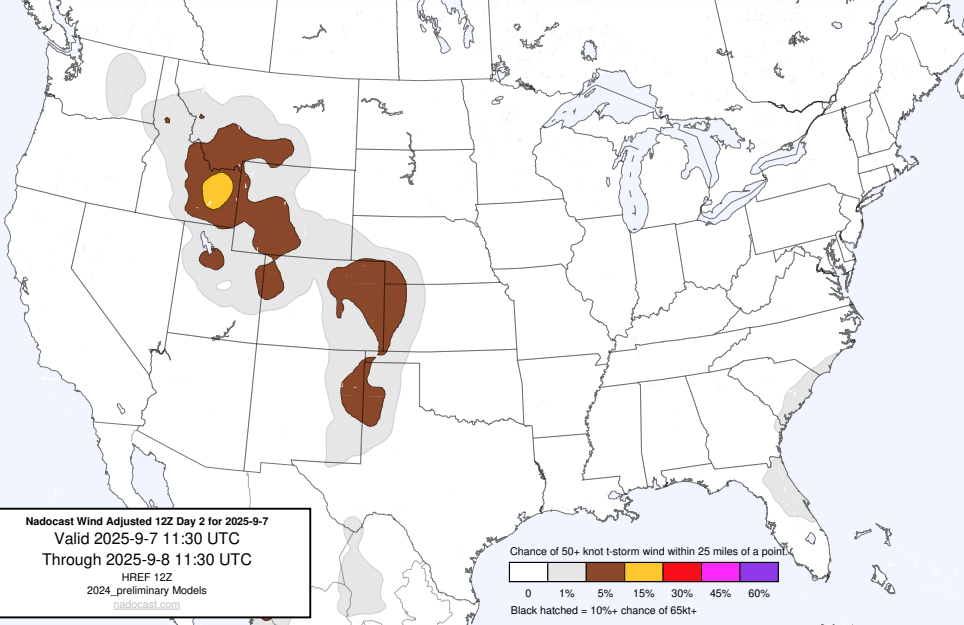 Nadocast Wind Adjusted 12Z Day 2 for 2025-9-7
Valid 2025-9-7 11:30 UTC
Through 2025-9-8 11:30 UTC
HREF 12Z
2024_preliminary Models
nadocast.com
Chance of 50+ knot t-storm wind within 25 miles of a point.
0 1% 5% 15% 30% 45% 60%
Black hatched = 10%+ chance of 65kt+